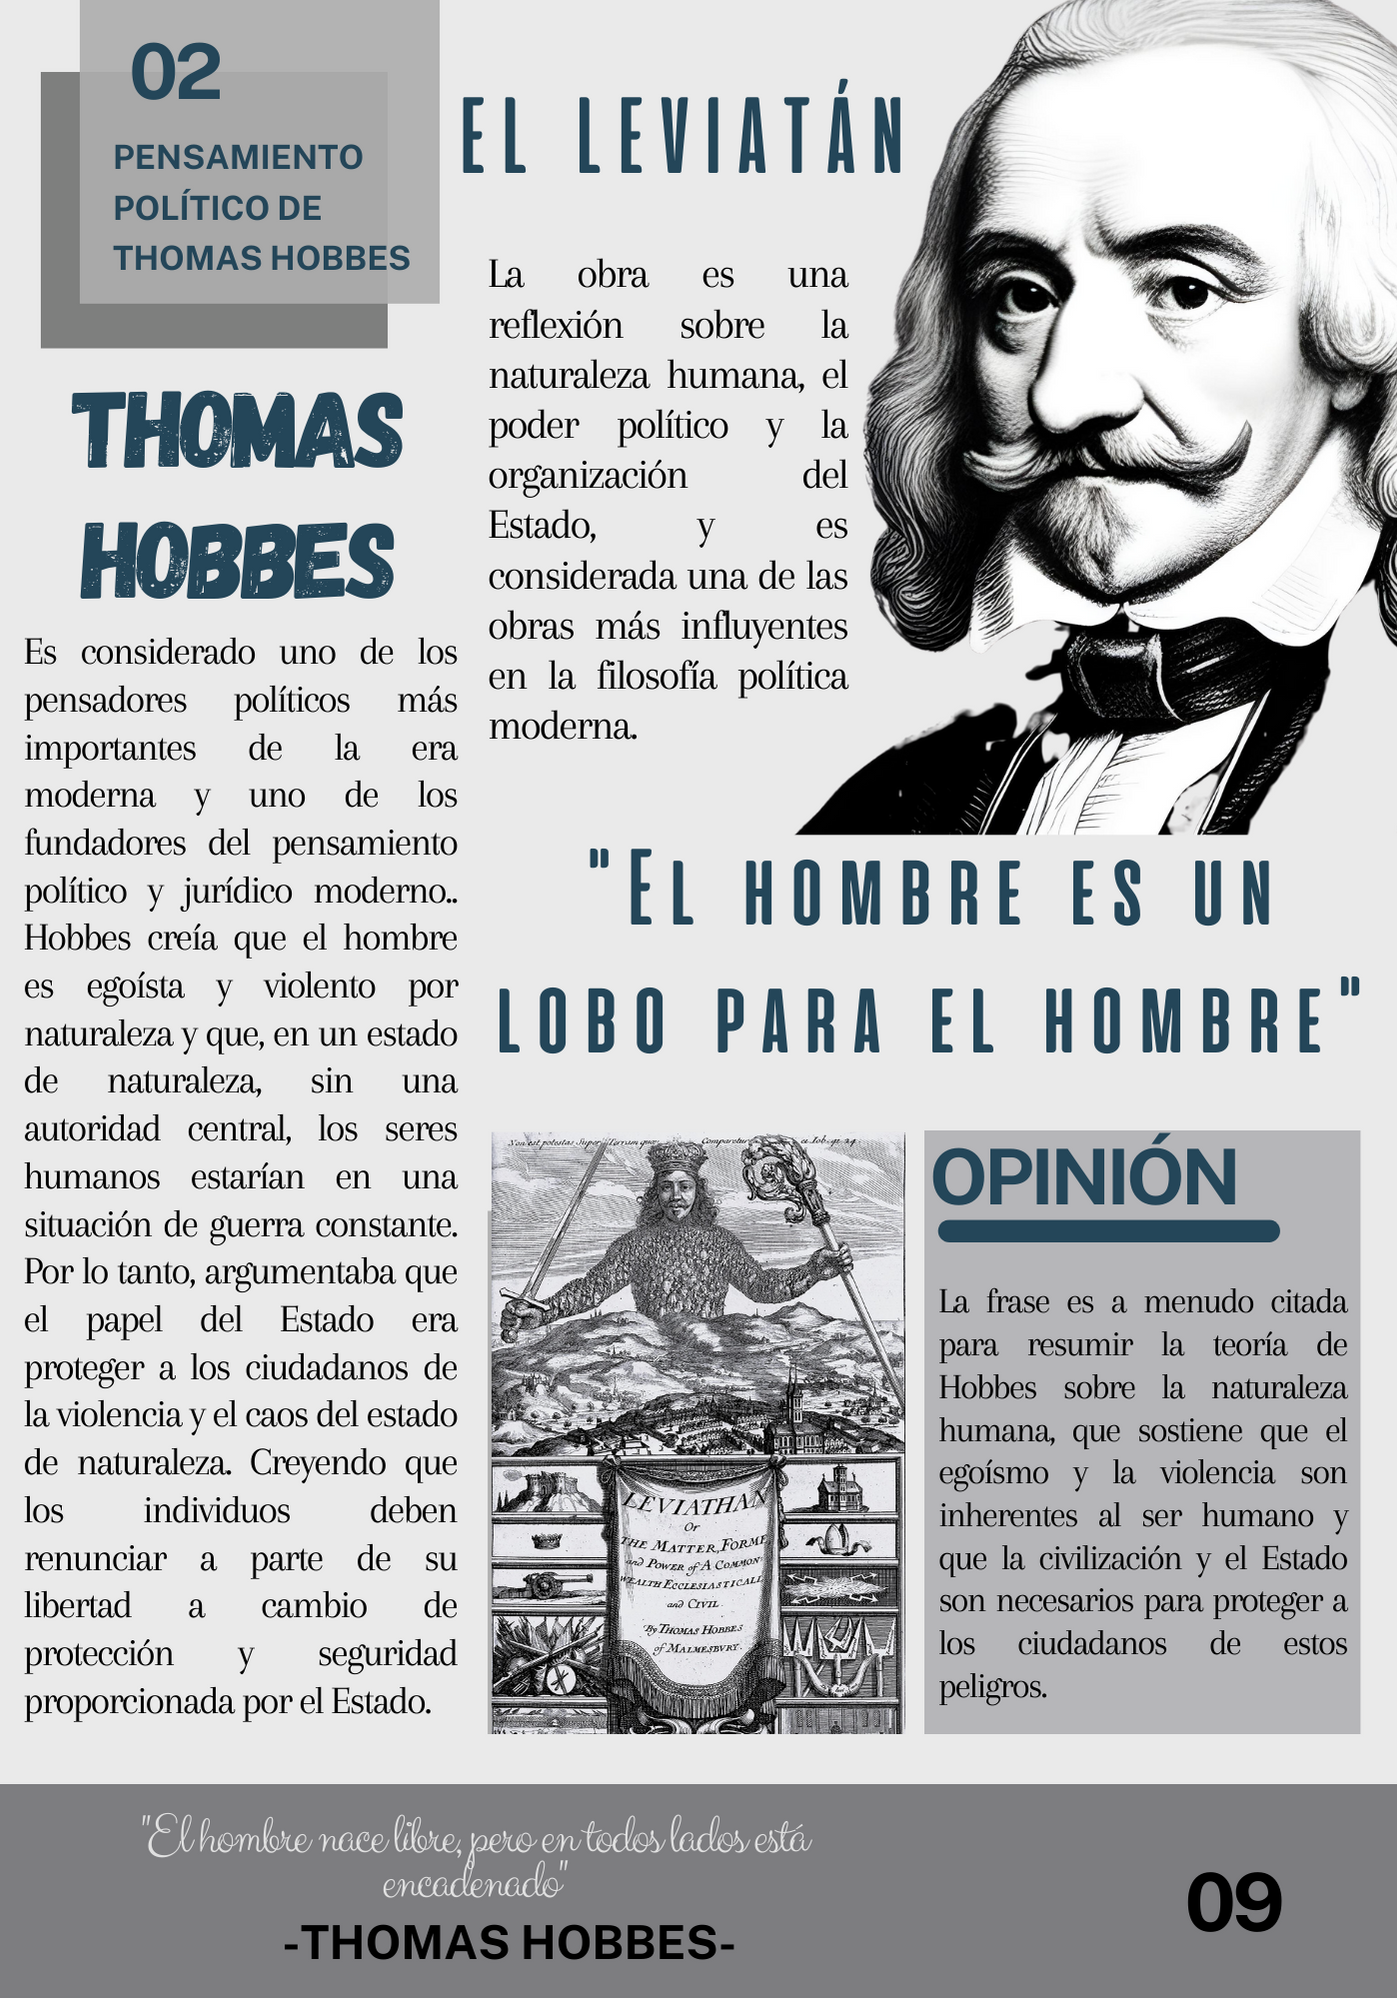 02
PENSAMIENTO
POLÍTICO DE
THOMAS HOBBES
THOMAS
HOBBES
Es considerado uno de los
pensadores políticos más
importantes de la era
moderna y uno de los
fundadores del pensamiento
político y jurídico moderno..
Hobbes creía que el hombre
es egoísta y violento por
naturaleza y que, en un estado
de naturaleza, sin una
autoridad central, los seres
humanos estarían en una
situación de guerra constante.
Por lo tanto, argumentaba que
el papel del Estado era
proteger a los ciudadanos de
la violencia y el caos del estado
de naturaleza. Creyendo que
los individuos deben
renunciar a parte de su
libertad a cambio de
protección y seguridad
proporcionada por el Estado.
EL LEVIATÁN
La obra es una
reflexión sobre la
naturaleza humana, el
poder político y la
organización del
Estado, y es
considerada una de las
obras más influyentes
en la filosofía política
moderna.
"EL HOMBRE ES UN
LOBO PARA EL HOMBRE"
Non est potestas Super Terram quae Comparetur ei Iob. 41. 24
LEVIATHAN
Or
THE MATTER, FORME
and POWER of A COMMON-
WEALTH ECCLESIASTICALL
and CIVIL.
By THOMAS HOBBES
of MALMESBVRY.
OPINIÓN
La frase es a menudo citada
para resumir la teoría de
Hobbes sobre la naturaleza
humana, que sostiene que el
egoísmo y la violencia son
inherentes al ser humano y
que la civilización y el Estado
son necesarios para proteger a
los ciudadanos de estos
peligros.
"El hombre nace libre, pero en todos lados está
encadenado"
-THOMAS HOBBES-
09